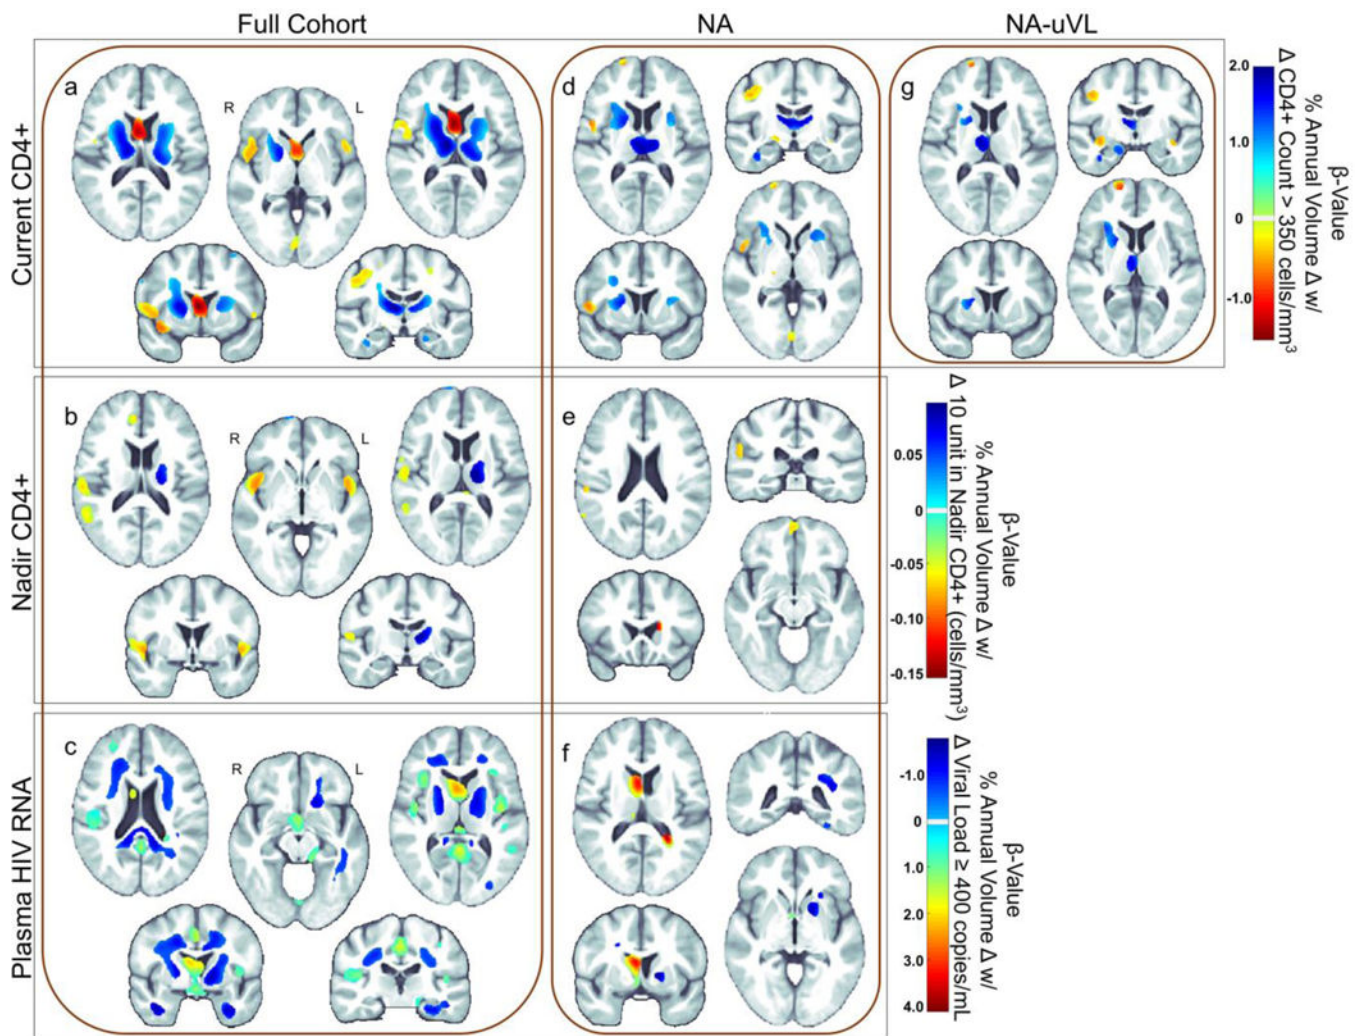 Full Cohort
NA
NA-uVL
Current CD4+
a
R
L
d
g
2.0
1.0
0
-1.0
Δ CD4+ Count > 350 cells/mm³
% Annual Volume Δ w/
β-Value
Nadir CD4+
b
R
L
e
0.05
0
-0.05
-0.10
-0.15
Δ 10 unit in Nadir CD4+ (cells/mm³)
% Annual Volume Δ w/
β-Value
Plasma HIV RNA
c
R
L
f
-1.0
0
1.0
2.0
3.0
4.0
Δ Viral Load ≥ 400 copies/mL
% Annual Volume Δ w/
β-Value